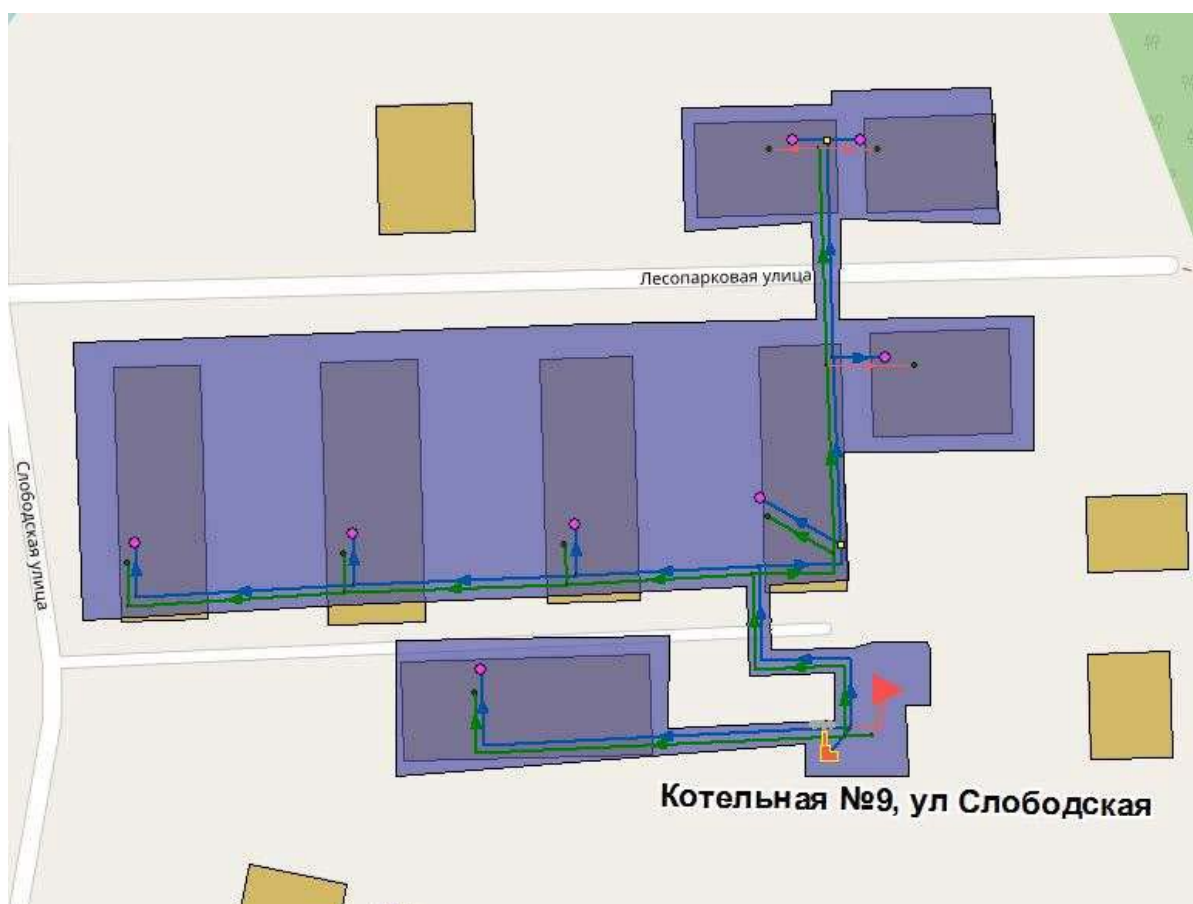 Лесопарковая улица
Слободская улица
Котельная №9, ул Слободская